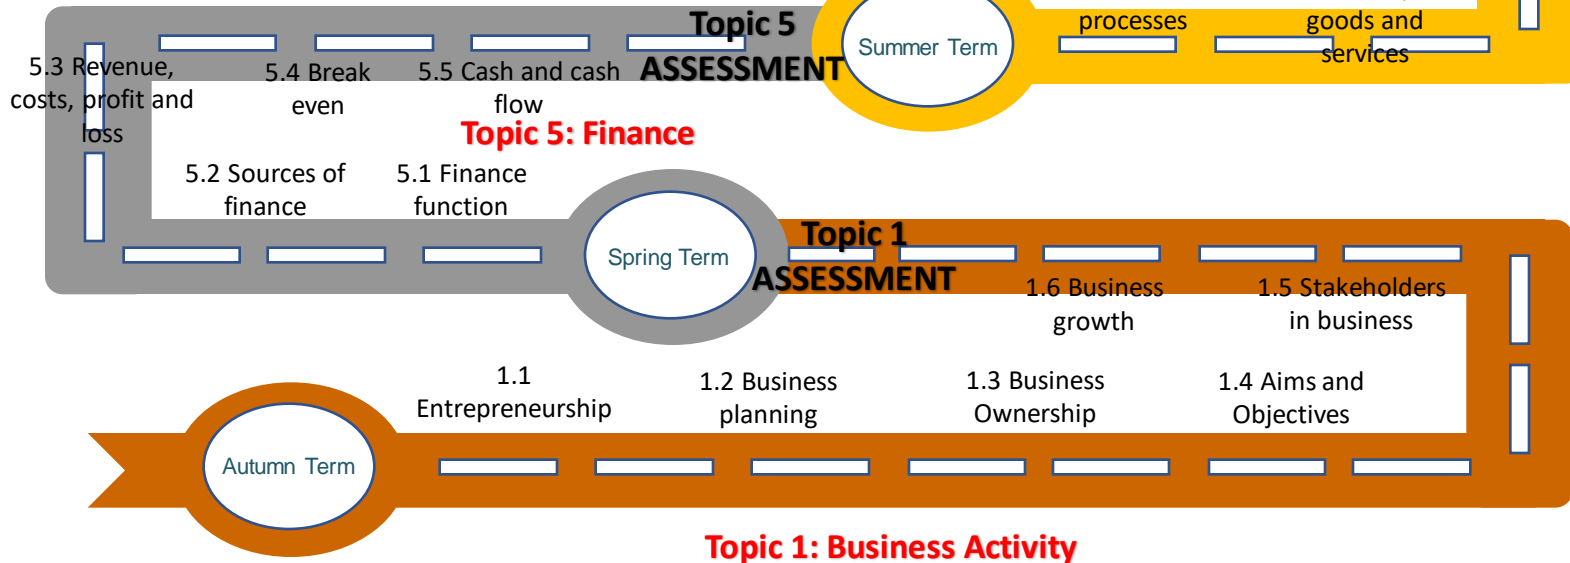 Topic 5
ASSESSMENT
Summer Term
processes
goods and
services
5.3 Revenue,
costs, profit and
loss
5.4 Break
even
5.5 Cash and cash
flow
Topic 5: Finance
5.2 Sources of
finance
5.1 Finance
function
Spring Term
Topic 1
ASSESSMENT
1.6 Business
growth
1.5 Stakeholders
in business
1.1
Entrepreneurship
1.2 Business
planning
1.3 Business
Ownership
1.4 Aims and
Objectives
Autumn Term
Topic 1: Business Activity